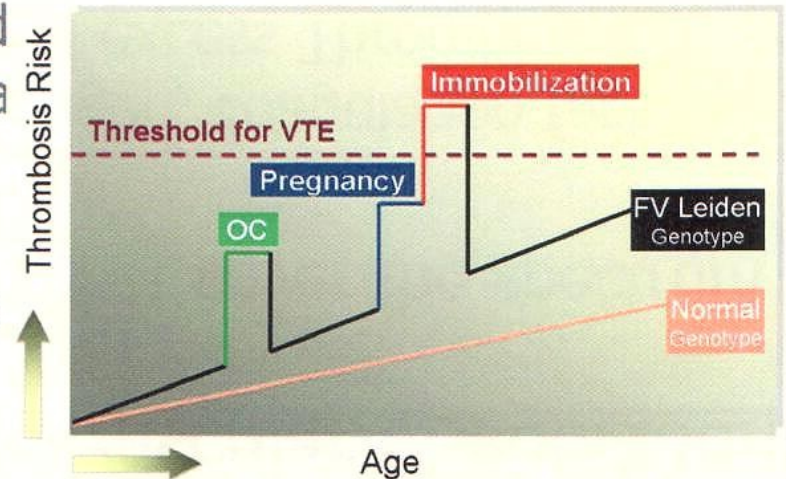 Thrombosis Risk
Immobilization
Threshold for VTE
Pregnancy
OC
FV Leiden
Genotype
Normal
Genotype
Age